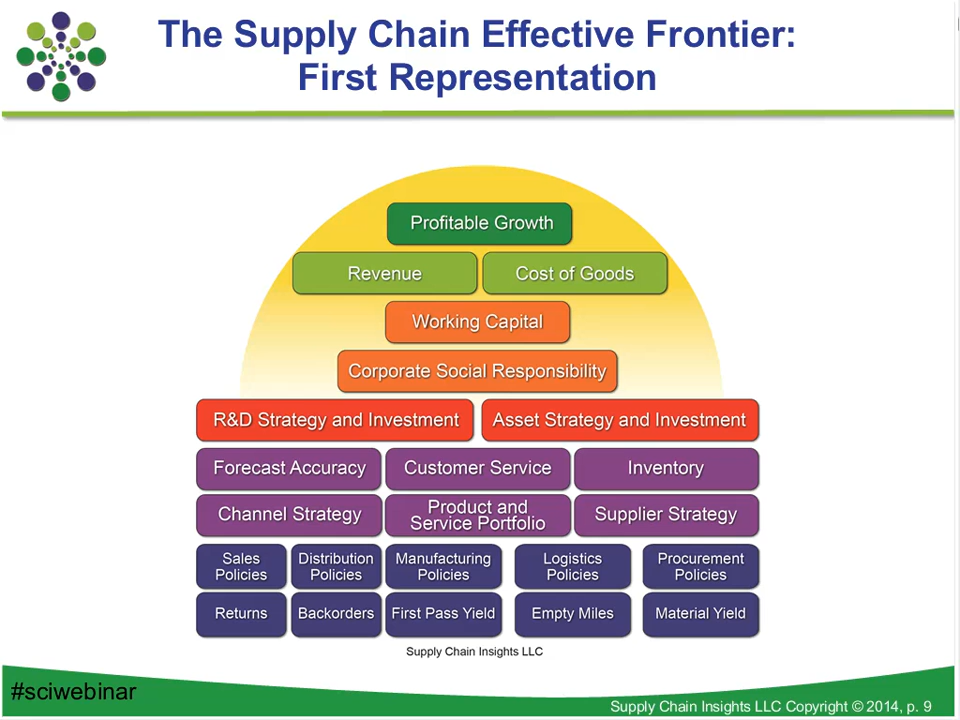 The Supply Chain Effective Frontier:
First Representation
Profitable Growth
Revenue
Cost of Goods
Working Capital
Corporate Social Responsibility
R&D Strategy and Investment
Asset Strategy and Investment
Forecast Accuracy
Customer Service
Inventory
Channel Strategy
Product and
Service Portfolio
Supplier Strategy
Sales
Policies
Distribution
Policies
Manufacturing
Policies
Logistics
Policies
Procurement
Policies
Returns
Backorders
First Pass Yield
Empty Miles
Material Yield
Supply Chain Insights LLC
#sciwebinar
Supply Chain Insights LLC Copyright © 2014, p. 9